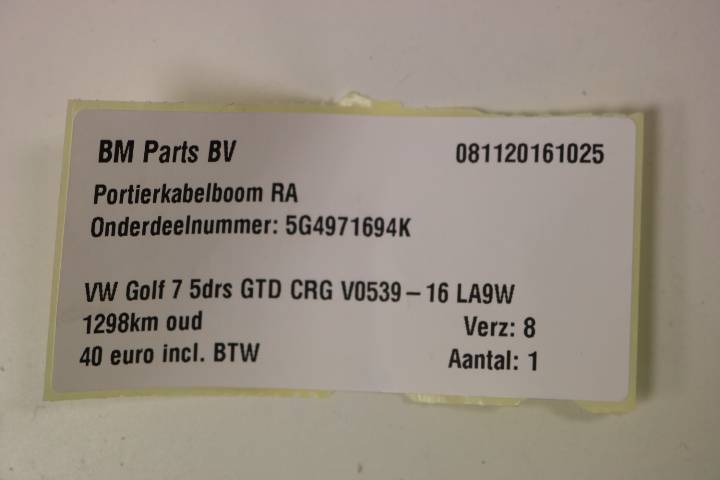 BM Parts BV 081120161025
Portierkabelboom RA
Onderdeelnummer: 5G4971694K
VW Golf 7 5drs GTD CRG V0539-16 LA9W
1298km oud Verz: 8
40 euro incl. BTW Aantal: 1